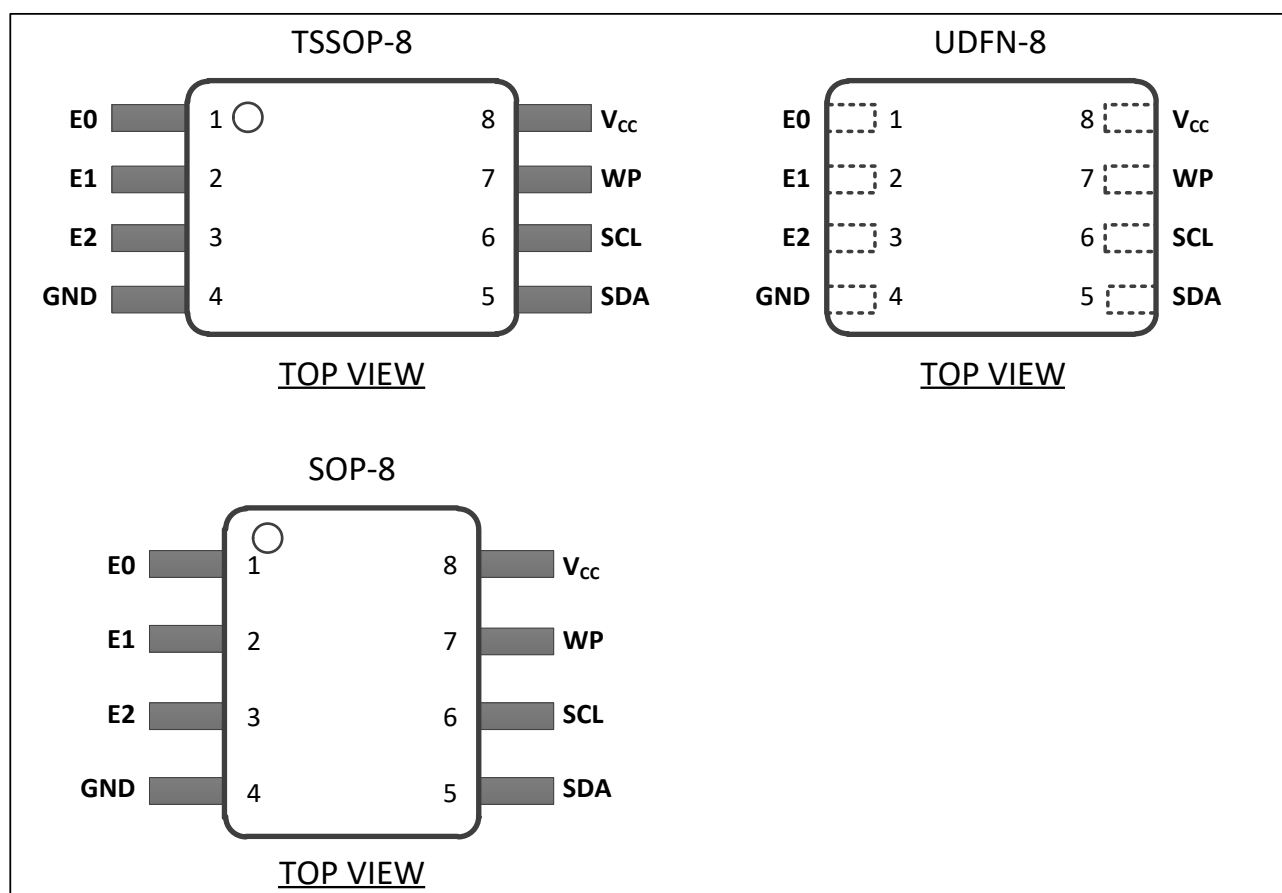 TSSOP-8
E0 1 8 VCC
E1 2 7 WP
E2 3 6 SCL
GND 4 5 SDA
TOP VIEW
UDFN-8
E0 1 8 VCC
E1 2 7 WP
E2 3 6 SCL
GND 4 5 SDA
TOP VIEW
SOP-8
E0 1 8 VCC
E1 2 7 WP
E2 3 6 SCL
GND 4 5 SDA
TOP VIEW